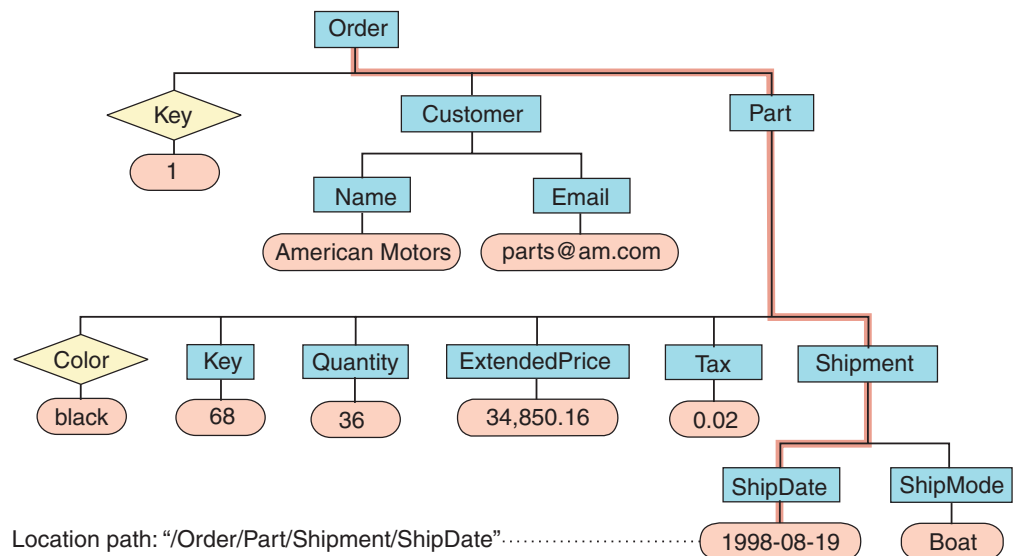 Order
Key
Customer
Part
1
Name
Email
American Motors
parts@am.com
Color
Key
Quantity
ExtendedPrice
Tax
Shipment
black
68
36
34,850.16
0.02
ShipDate
ShipMode
Location path: “/Order/Part/Shipment/ShipDate”
1998-08-19
Boat